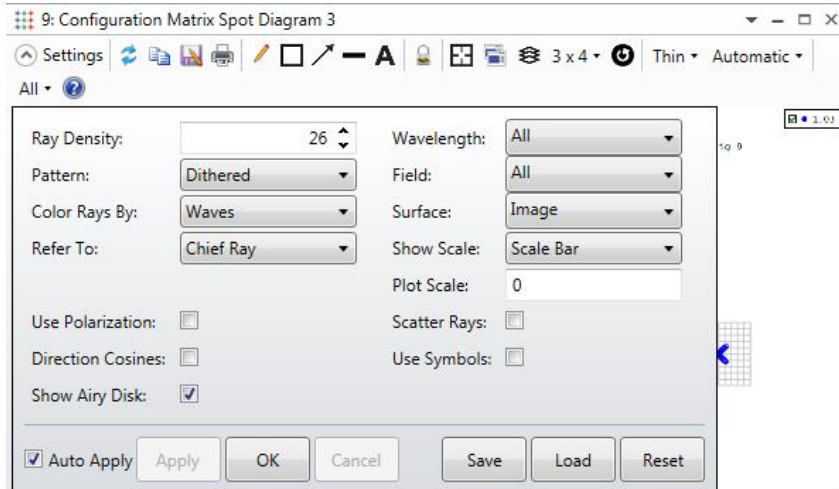 9: Configuration Matrix Spot Diagram 3
Settings A 3 x 4 Thin Automatic
All
Ray Density: 26 Wavelength: All
Pattern: Dithered Field: All
Color Rays By: Waves Surface: Image
Refer To: Chief Ray Show Scale: Scale Bar
Plot Scale: 0
Use Polarization: Scatter Rays:
Direction Cosines: Use Symbols:
Show Airy Disk:
Auto Apply Apply OK Cancel Save Load Reset